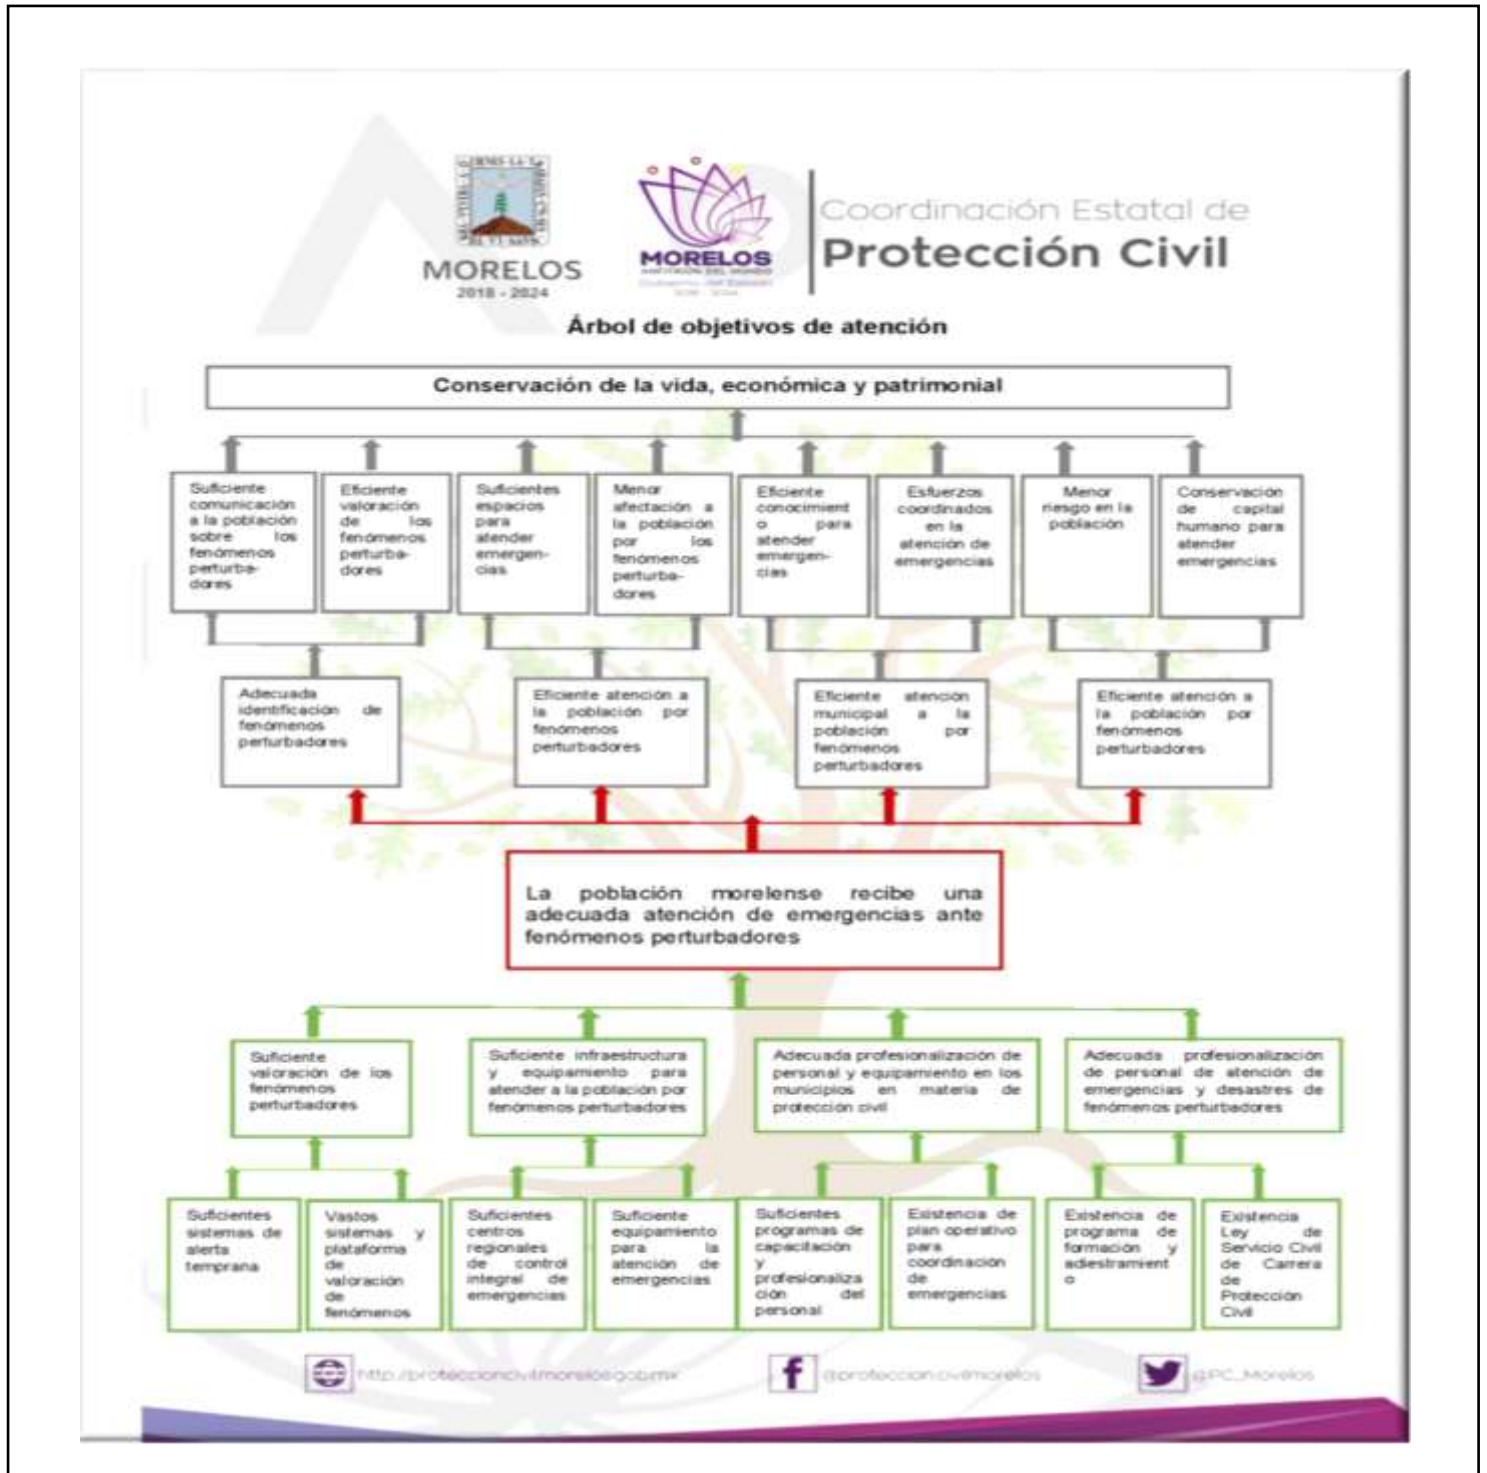 MORELOS
2018 - 2024
MORELOS
ANFITRIÓN DEL MUNDO
Gobierno del Estado
2018 - 2024
Coordinación Estatal de
Protección Civil
Árbol de objetivos de atención
Conservación de la vida, económica y patrimonial
Suficiente
comunicación
a la población
sobre los
fenómenos
perturba-
dores
Eficiente
valoración
de los
fenómenos
perturba-
dores
Suficientes
espacios
para
atender
emergen-
cias
Menor
afectación a
la población
por los
fenómenos
perturba-
dores
Eficiente
conocimient
o para
atender
emergen-
cias
Esfuerzos
coordinados
en la
atención de
emergencias
Menor
riesgo en la
población
Conservación
de capital
humano para
atender
emergencias
Adecuada
identificación de
fenómenos
perturbadores
Eficiente atención a
la población por
fenómenos
perturbadores
Eficiente atención
municipal a la
población por
fenómenos
perturbadores
Eficiente atención a
la población por
fenómenos
perturbadores
La población morelense recibe una
adecuada atención de emergencias ante
fenómenos perturbadores
Suficiente
valoración de los
fenómenos
perturbadores
Suficiente infraestructura
y equipamiento para
atender a la población por
fenómenos perturbadores
Adecuada profesionalización de
personal y equipamiento en los
municipios en materia de
protección civil
Adecuada profesionalización
de personal de atención de
emergencias y desastres de
fenómenos perturbadores
Suficientes
sistemas de
alerta
temprana
Vastos
sistemas y
plataforma
de
valoración
de
fenómenos
Suficientes
centros
regionales
de control
integral de
emergencias
Suficiente
equipamiento
para la
atención de
emergencias
Suficientes
programas de
capacitación
y
profesionaliza
ción del
personal
Existencia de
plan operativo
para
coordinación
de
emergencias
Existencia de
programa de
formación y
adiestramient
o
Existencia
Ley de
Servicio Civil
de Carrera
de
Protección
Civil
@PC_Morelos